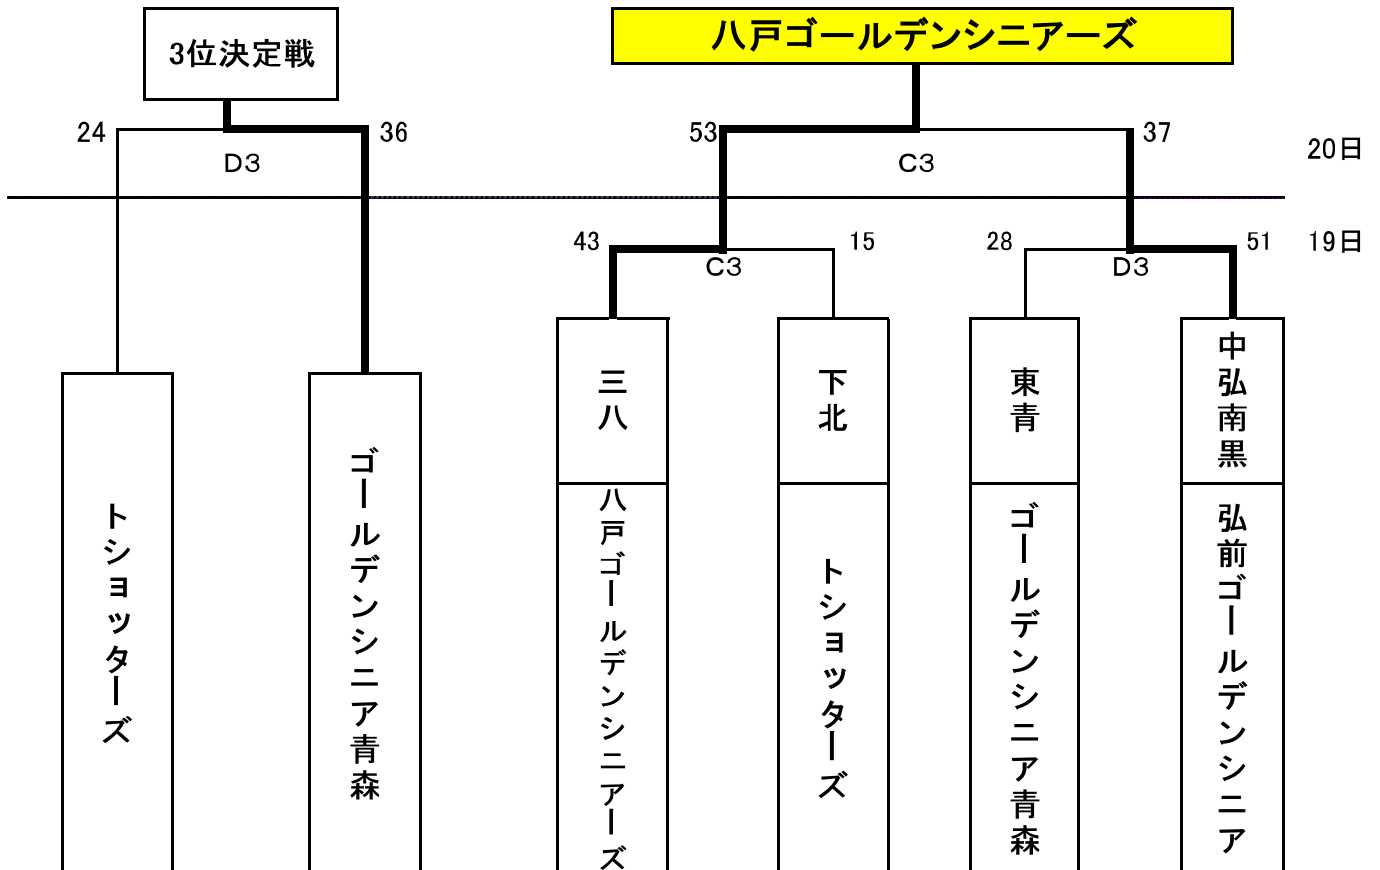 3位決定戦
八戸ゴールデンシニアーズ
24
36
53
37
D3
C3
20日
43
15
28
51
19日
C3
D3
三八
下北
東青
中弘南黒
トショッターズ
ゴールデンシニア青森
八戸ゴールデンシニアーズ
トショッターズ
ゴールデンシニア青森
弘前ゴールデンシニア